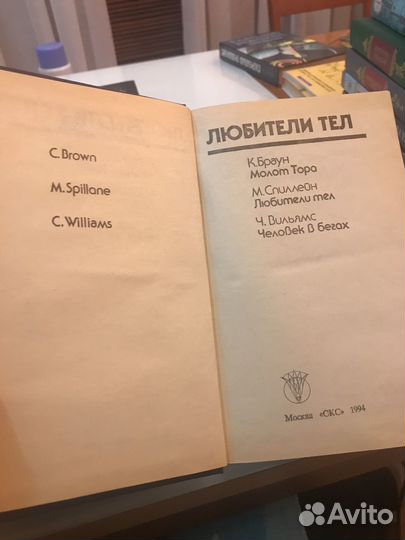 C. Brown
M. Spillane
C. Williams
ЛЮБИТЕЛИ ТЕЛ
К. Браун
Молот Тора
М. Спиллейн
Любители тел
Ч. Вильямс
Человек в бегах
Москва «СКС» 1994
Avito